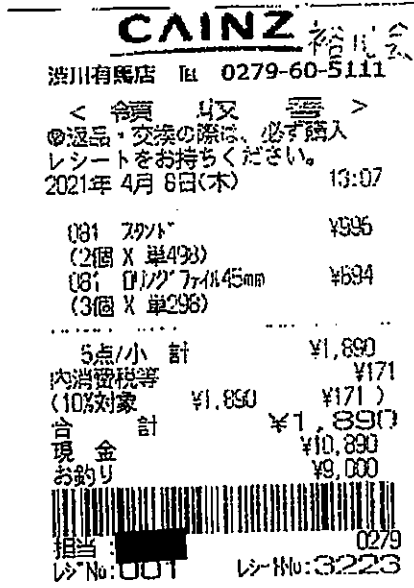 CAINZ
渋川有馬店 TEL 0279-60-5111
< 領 収 書 >
返品・交換の際は、必ず購入
レシートをお持ちください。
2021年 4月 8日(木) 13:07
081 スタンド ¥996
(2個 X 単498)
081 Dリングファイル45mm ¥894
(3個 X 単298)
5点/小 計 ¥1,890
内消費税等 ¥171
(10%対象 ¥1,890 ¥171 )
合 計 ¥1,890
現 金 ¥10,890
お釣り ¥9,000
担当: 0279
レジNo:001 レシートNo:3223